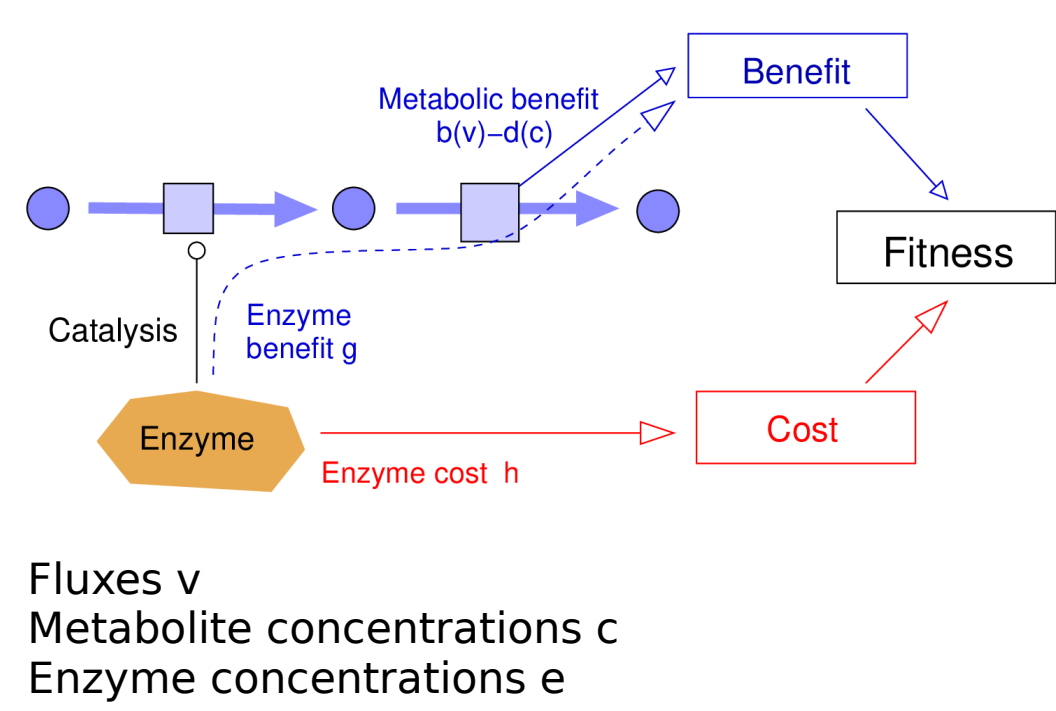 Benefit
Metabolic benefit
b(v)−d(c)
Fitness
Enzyme
benefit g
Catalysis
Enzyme
Cost
Enzyme cost h
Fluxes v
Metabolite concentrations c
Enzyme concentrations e